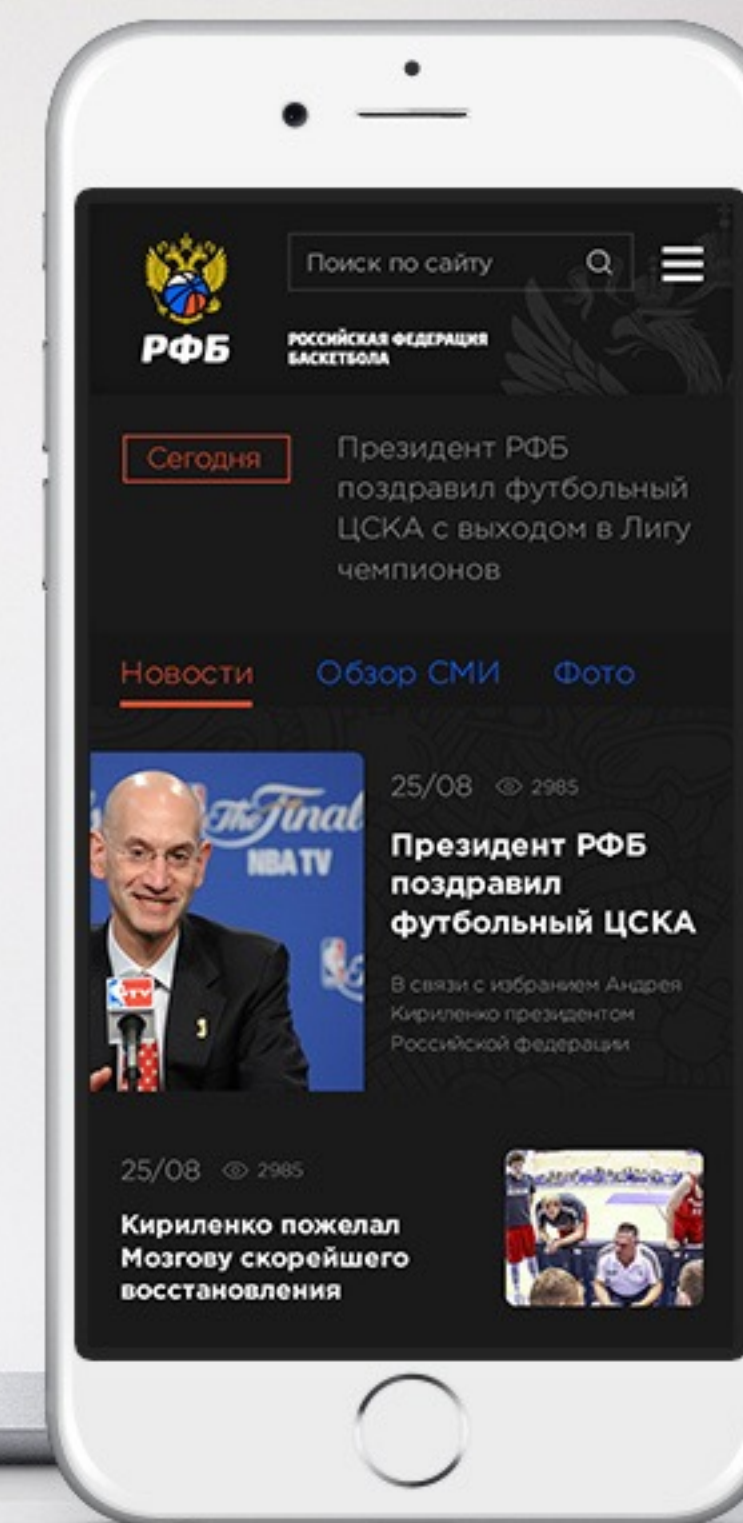 РФБ
Поиск по сайту
РОССИЙСКАЯ ФЕДЕРАЦИЯ
БАСКЕТБОЛА
Сегодня
Президент РФБ
поздравил футбольный
ЦСКА с выходом в Лигу
чемпионов
Новости Обзор СМИ Фото
The Final
NBA TV
25/08 2985
Президент РФБ
поздравил
футбольный ЦСКА
В связи с избранием Андрея
Кириленко президентом
Российской федерации
25/08 2985
Кириленко пожелал
Мозгову скорейшего
восстановления